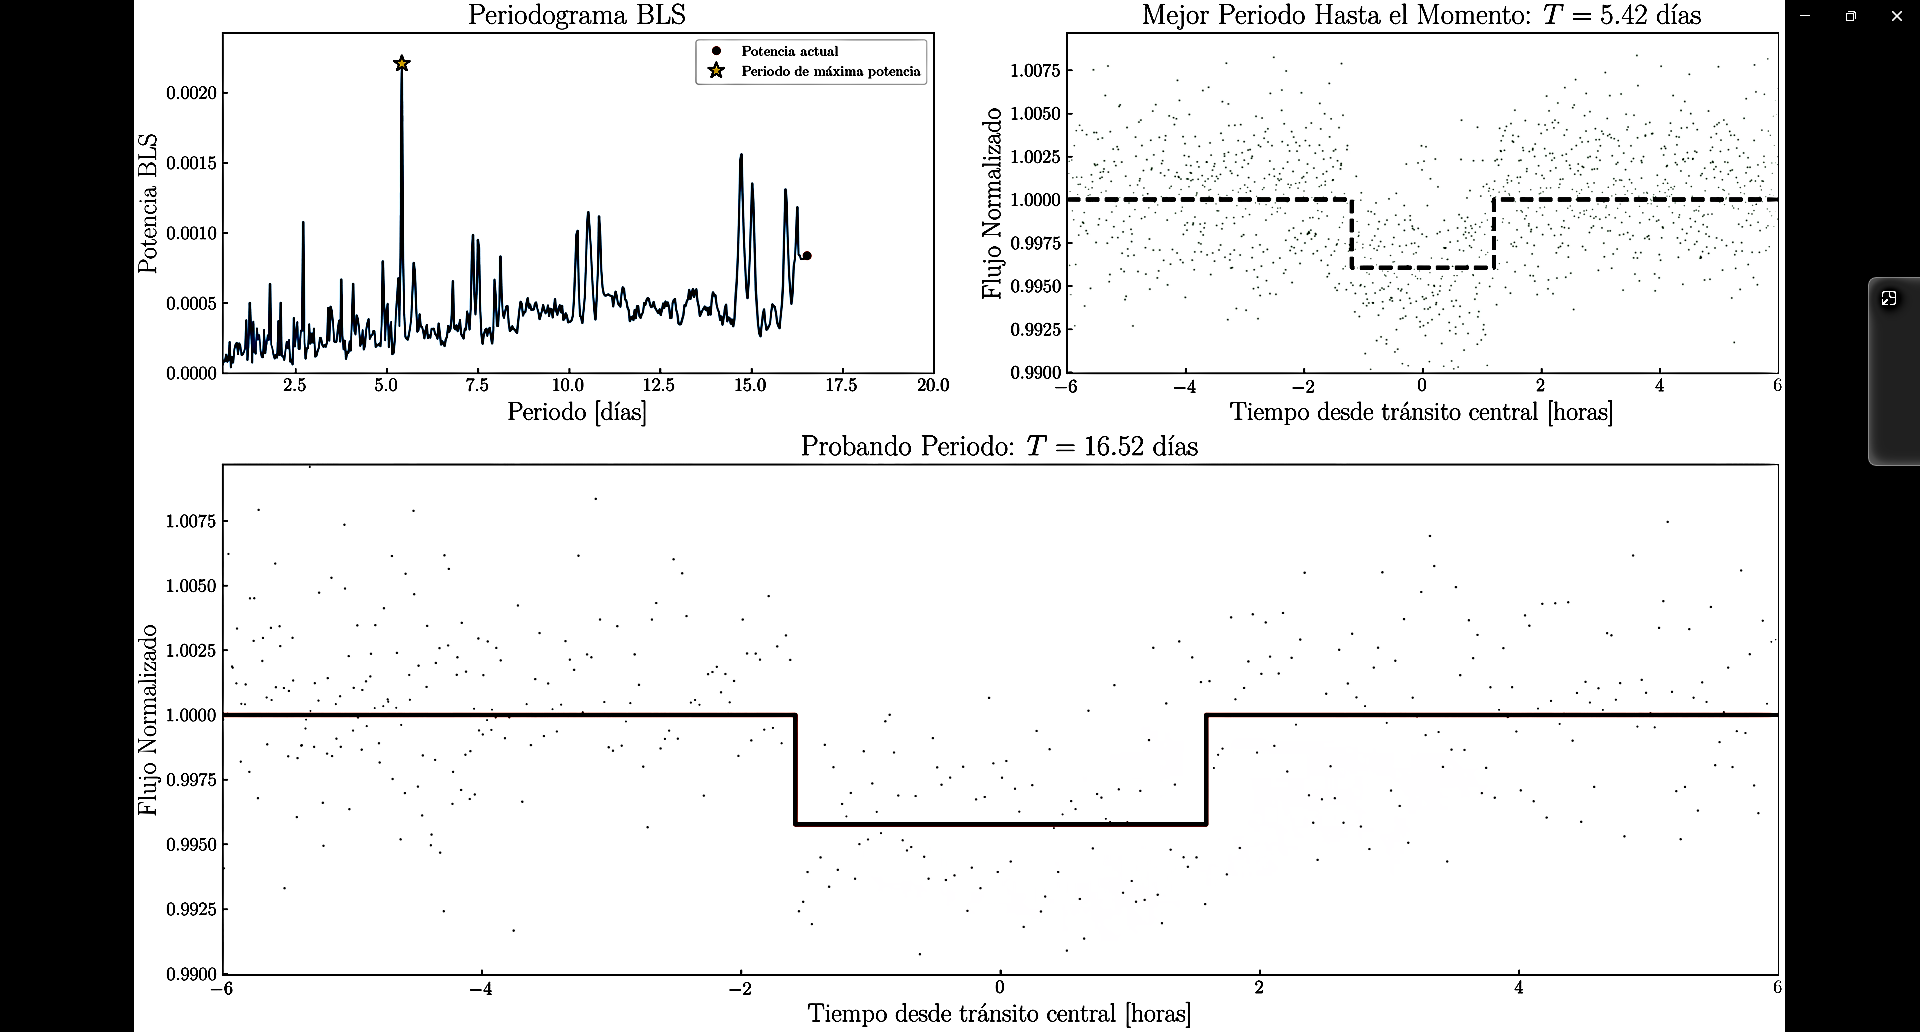 Periodograma BLS
Potencia actual
Periodo de máxima potencia
Potencia BLS
0.0020
0.0015
0.0010
0.0005
0.0000
2.5 5.0 7.5 10.0 12.5 15.0 17.5 20.0
Periodo [días]
Mejor Periodo Hasta el Momento: T = 5.42 días
Flujo Normalizado
1.0075
1.0050
1.0025
1.0000
0.9975
0.9950
0.9925
0.9900
−6 −4 −2 0 2 4 6
Tiempo desde tránsito central [horas]
Probando Periodo: T = 16.52 días
Flujo Normalizado
1.0075
1.0050
1.0025
1.0000
0.9975
0.9950
0.9925
0.9900
−6 −4 −2 0 2 4 6
Tiempo desde tránsito central [horas]